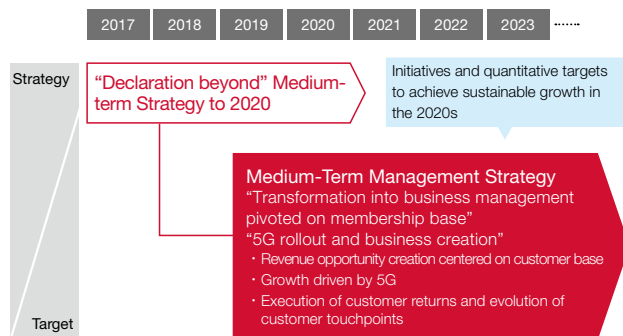 2017 2018 2019 2020 2021 2022 2023 ……
Strategy
“Declaration beyond” Medium-
term Strategy to 2020
Initiatives and quantitative targets
to achieve sustainable growth in
the 2020s
Medium-Term Management Strategy
“Transformation into business management
pivoted on membership base”
“5G rollout and business creation”
・Revenue opportunity creation centered on customer base
・Growth driven by 5G
・Execution of customer returns and evolution of
customer touchpoints
Target